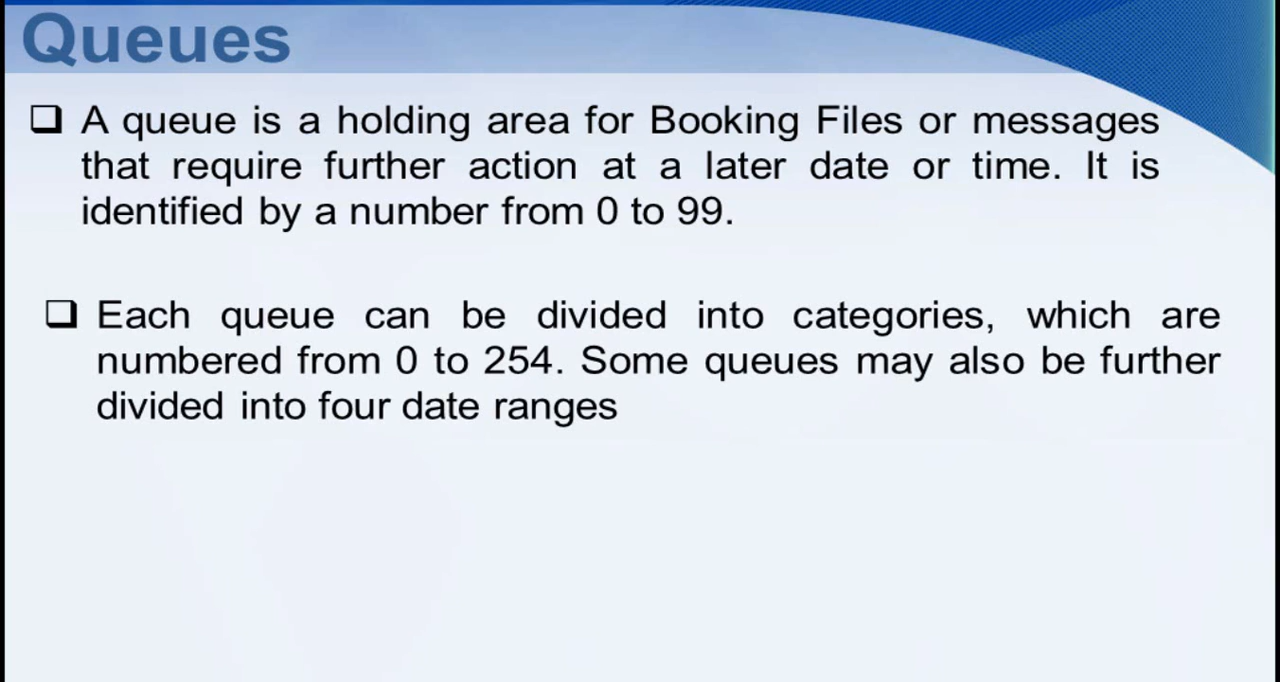 Queues
❑ A queue is a holding area for Booking Files or messages
that require further action at a later date or time. It is
identified by a number from 0 to 99.
❑ Each queue can be divided into categories, which are
numbered from 0 to 254. Some queues may also be further
divided into four date ranges